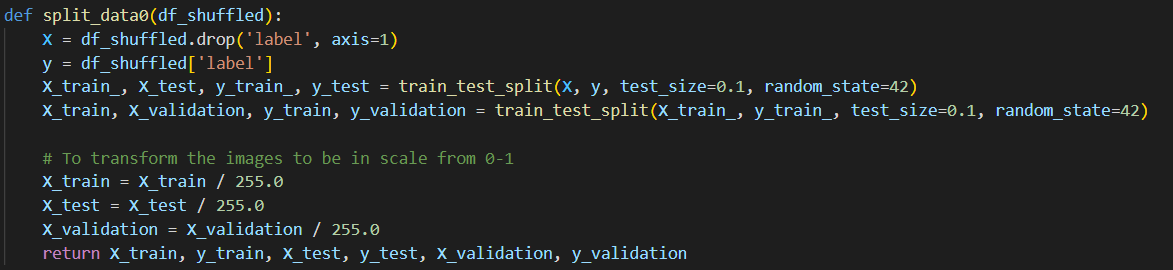 def split_data0(df_shuffled):
    X = df_shuffled.drop('label', axis=1)
    y = df_shuffled['label']
    X_train_, X_test, y_train_, y_test = train_test_split(X, y, test_size=0.1, random_state=42)
    X_train, X_validation, y_train, y_validation = train_test_split(X_train_, y_train_, test_size=0.1, random_state=42)

    # To transform the images to be in scale from 0-1
    X_train = X_train / 255.0
    X_test = X_test / 255.0
    X_validation = X_validation / 255.0
    return X_train, y_train, X_test, y_test, X_validation, y_validation